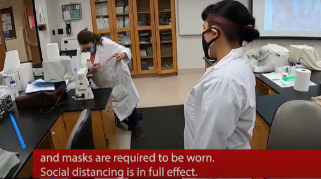 and masks are required to be worn.
Social distancing is in full effect.